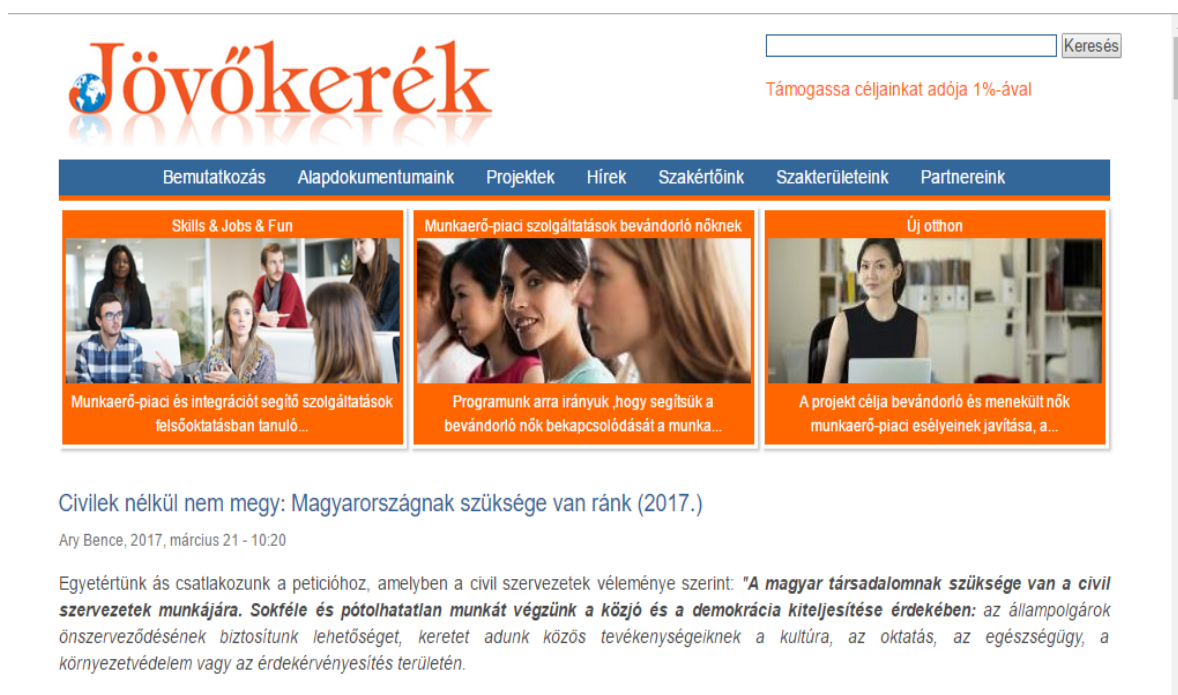 Jövőkerék
Keresés
Támogassa céljainkat adója 1%-ával
Bemutatkozás Alapdokumentumaink Projektek Hírek Szakértőink Szakterületeink Partnereink
Skills & Jobs & Fun
Munkaerő-piaci és integrációt segítő szolgáltatások
felsőoktatásban tanuló...
Munkaerő-piaci szolgáltatások bevándorló nőknek
Programunk arra irányuk ,hogy segítsük a
bevándorló nők bekapcsolódását a munka...
Új otthon
A projekt célja bevándorló és menekült nők
munkaerő-piaci esélyeinek javítása, a...
Civilek nélkül nem megy: Magyarországnak szüksége van ránk (2017.)
Ary Bence, 2017, március 21 - 10:20
Egyetértünk ás csatlakozunk a peticióhoz, amelyben a civil szervezetek véleménye szerint: "A magyar társadalomnak szüksége van a civil
szervezetek munkájára. Sokféle és pótolhatatlan munkát végzünk a közjó és a demokrácia kiteljesítése érdekében: az állampolgárok
önszerveződésének biztosítunk lehetőséget, keretet adunk közös tevékenységeiknek a kultúra, az oktatás, az egészségügy, a
környezetvédelem vagy az érdekérvényesítés területén.